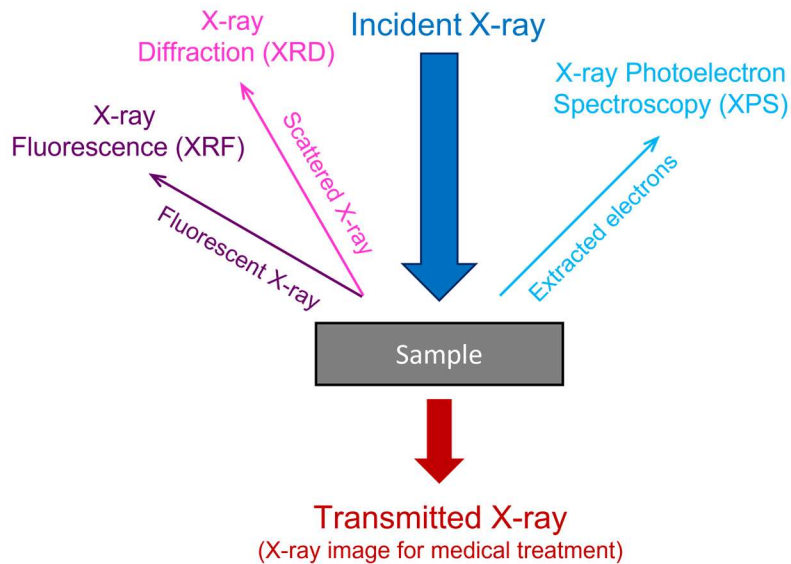 X-ray
Diffraction (XRD)
Incident X-ray
X-ray Photoelectron
Spectroscopy (XPS)
X-ray
Fluorescence (XRF)
Scattered X-ray
Fluorescent X-ray
Extracted electrons
Sample
Transmitted X-ray
(X-ray image for medical treatment)